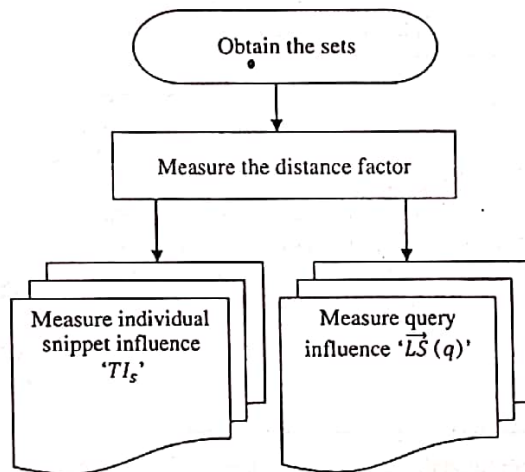 Obtain the sets
Measure the distance factor
Measure individual
snippet influence
‘TIₛ’
Measure query
influence ‘L⃗S⃗ (q)’